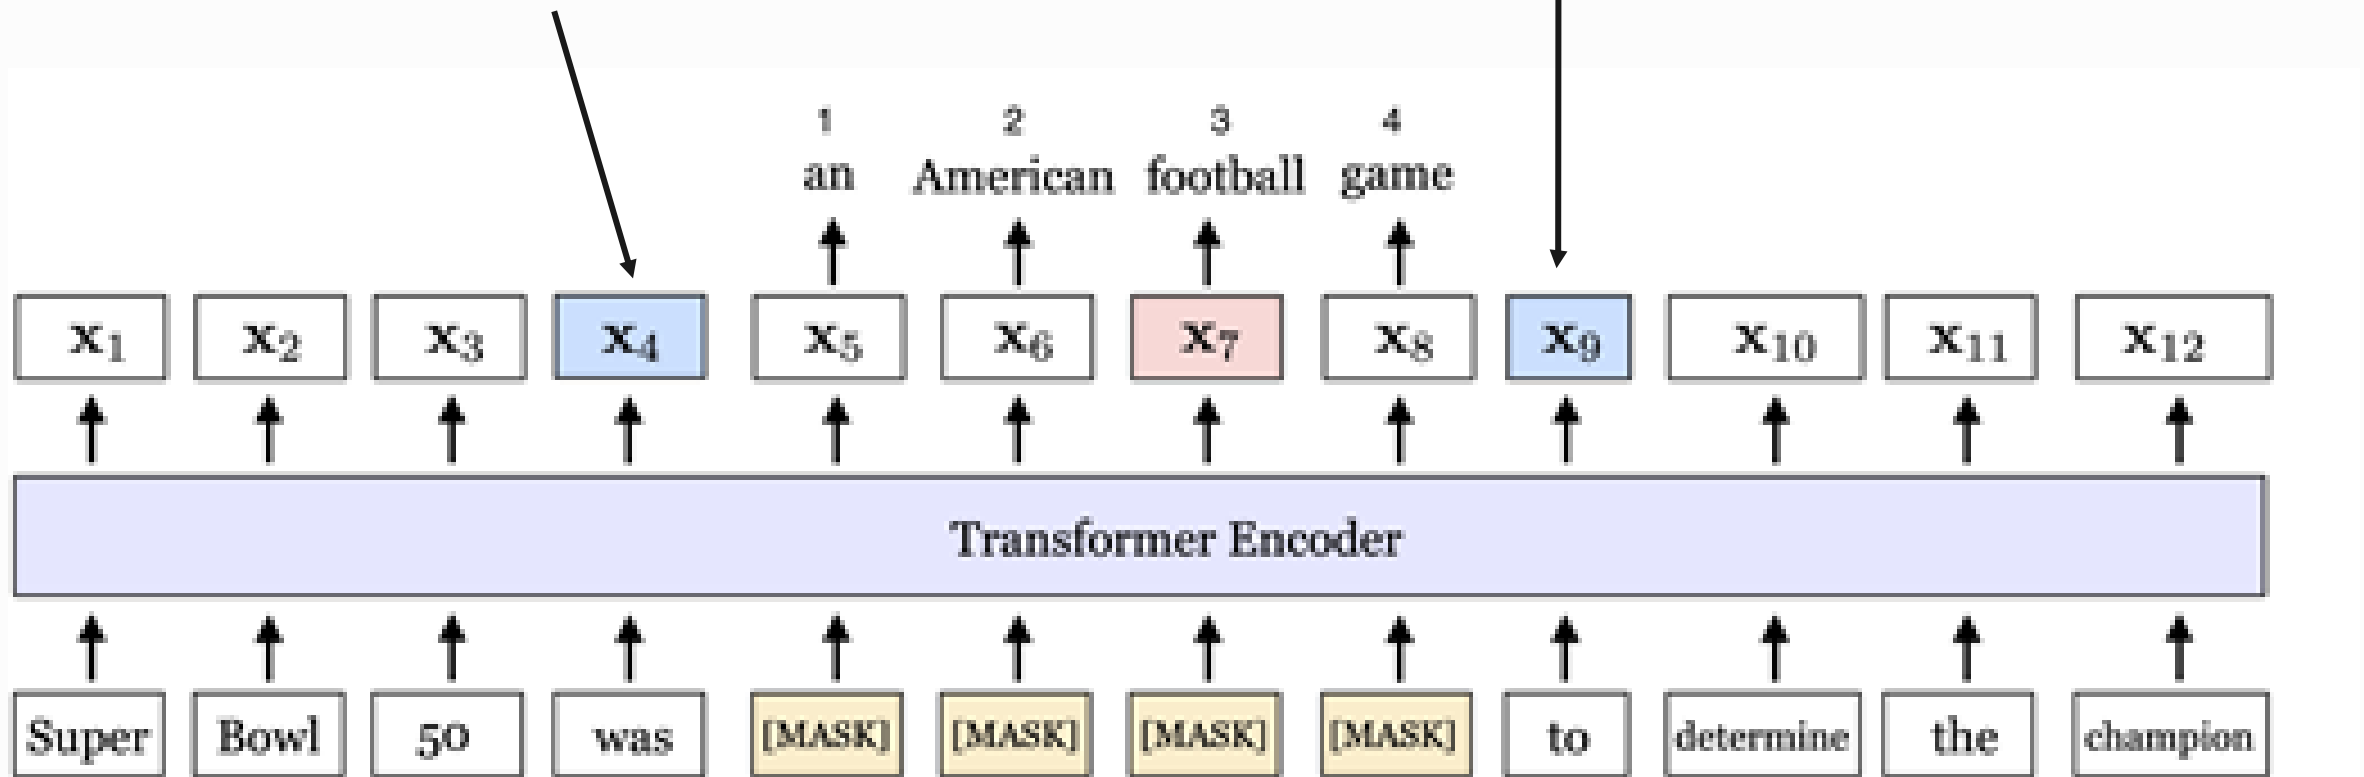 1 2 3 4
an American football game
x1 x2 x3 x4 x5 x6 x7 x8 x9 x10 x11 x12
Transformer Encoder
Super Bowl 50 was [MASK] [MASK] [MASK] [MASK] to determine the champion